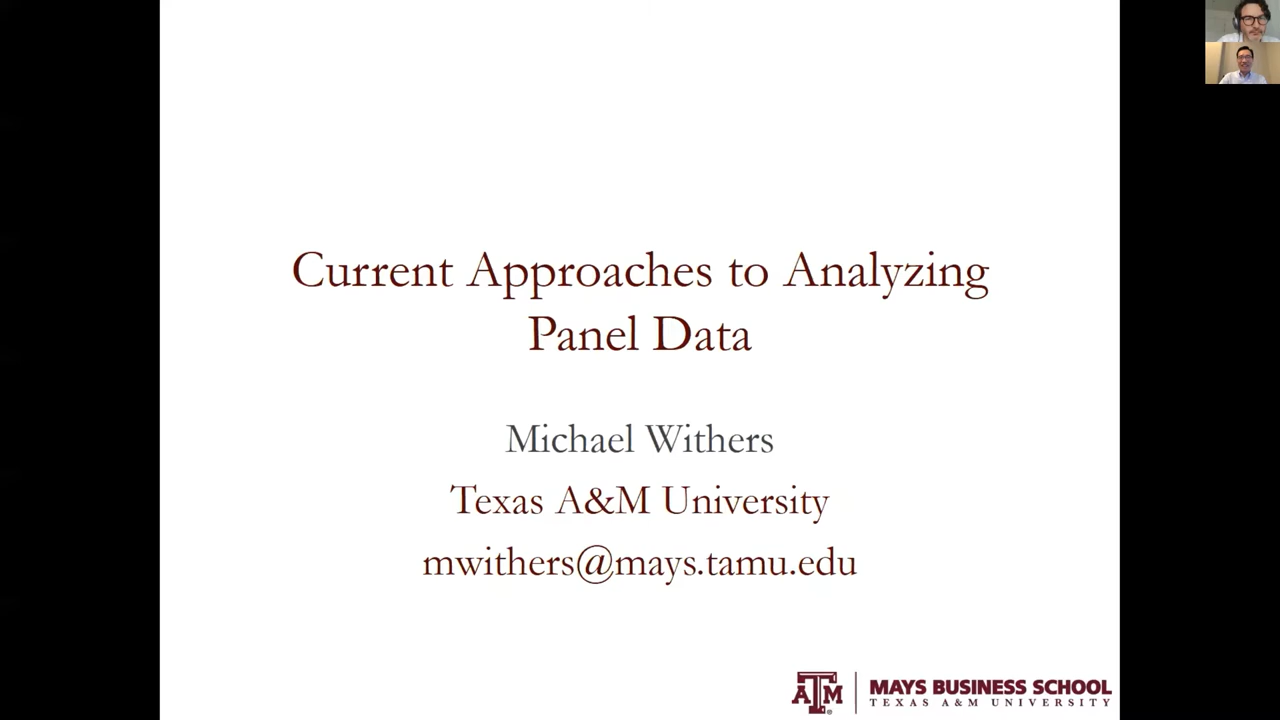 Current Approaches to Analyzing
Panel Data
Michael Withers
Texas A&M University
mwithers@mays.tamu.edu
ATM
MAYS BUSINESS SCHOOL
TEXAS A&M UNIVERSITY